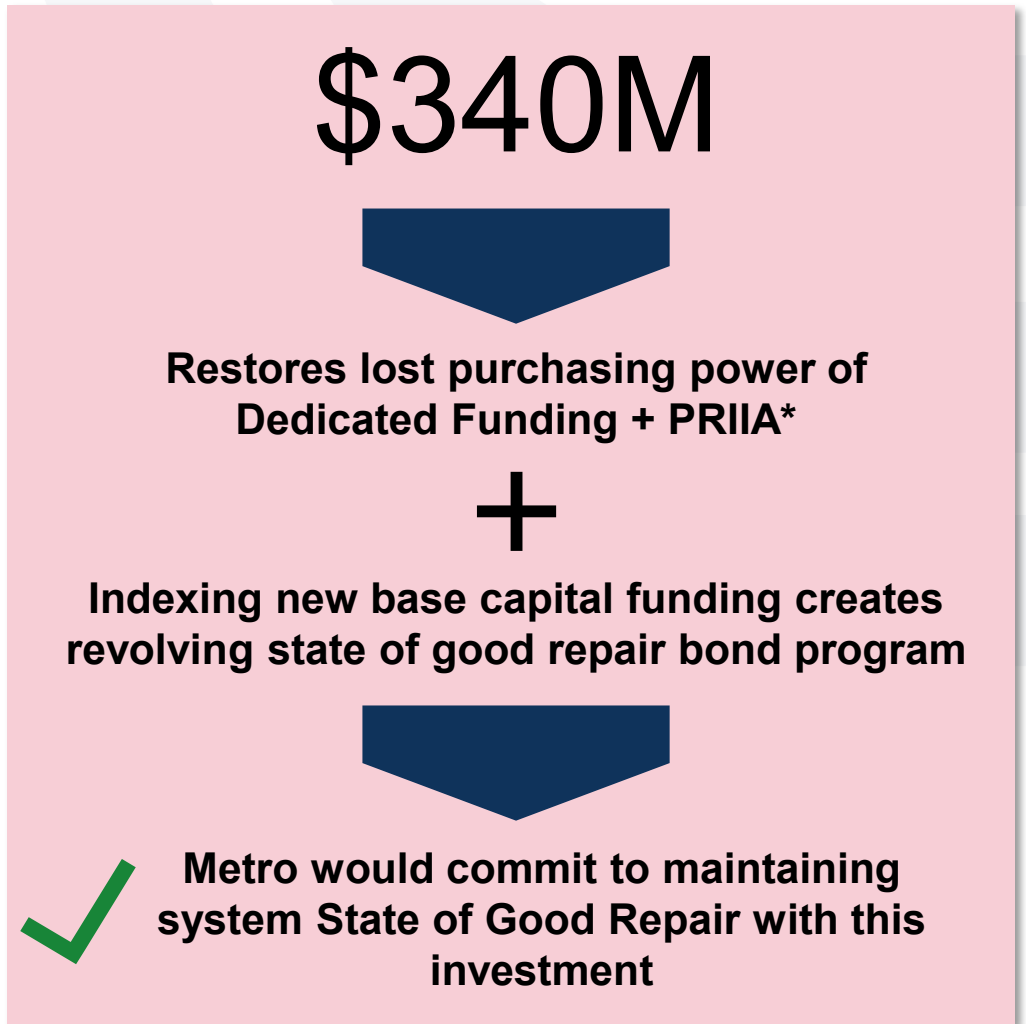 $340M
Restores lost purchasing power of
Dedicated Funding + PRIIA*
+
Indexing new base capital funding creates
revolving state of good repair bond program
Metro would commit to maintaining
system State of Good Repair with this
investment